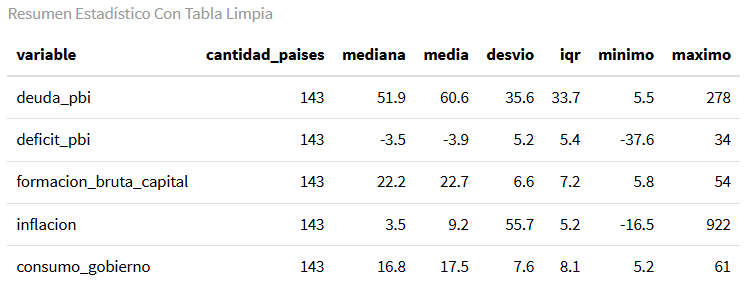 Resumen Estadístico Con Tabla Limpia
variable cantidad_paises mediana media desvio iqr minimo maximo
deuda_pbi 143 51.9 60.6 35.6 33.7 5.5 278
deficit_pbi 143 -3.5 -3.9 5.2 5.4 -37.6 34
formacion_bruta_capital 143 22.2 22.7 6.6 7.2 5.8 54
inflacion 143 3.5 9.2 55.7 5.2 -16.5 922
consumo_gobierno 143 16.8 17.5 7.6 8.1 5.2 61